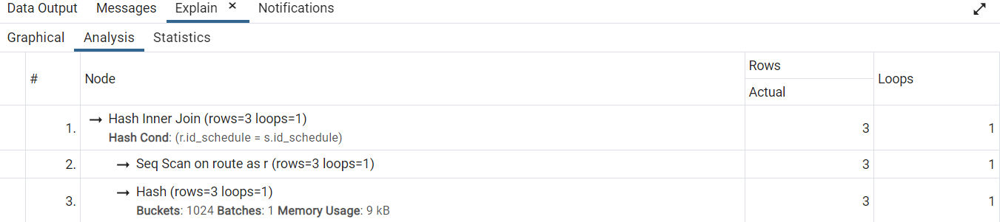 Data Output Messages Explain × Notifications
Graphical Analysis Statistics
# Node Rows Loops
Actual
1. → Hash Inner Join (rows=3 loops=1) 3 1
Hash Cond: (r.id_schedule = s.id_schedule)
2. → Seq Scan on route as r (rows=3 loops=1) 3 1
3. → Hash (rows=3 loops=1) 3 1
Buckets: 1024 Batches: 1 Memory Usage: 9 kB